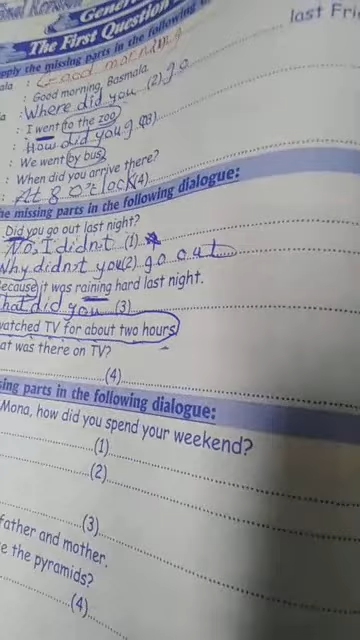 Final Revision
General
The First Question
last Fri
pply the missing parts in the following
ala : Good morning
: Good morning, Basmala.
a : Where did you (2) go
: I went to the zoo
: How did you g (3)
: We went by bus
: When did you arrive there?
: At 8 O'clock (4)
he missing parts in the following dialogue:
Did you go out last night?
No, I didn't (1)
Why didn't you (2) go out
Because it was raining hard last night.
hat did you (3)
watched TV for about two hours
at was there on TV?
(4)
sing parts in the following dialogue:
Mona, how did you spend your weekend?
(1)
(2)
(3)
father and mother.
e the pyramids?
(4)